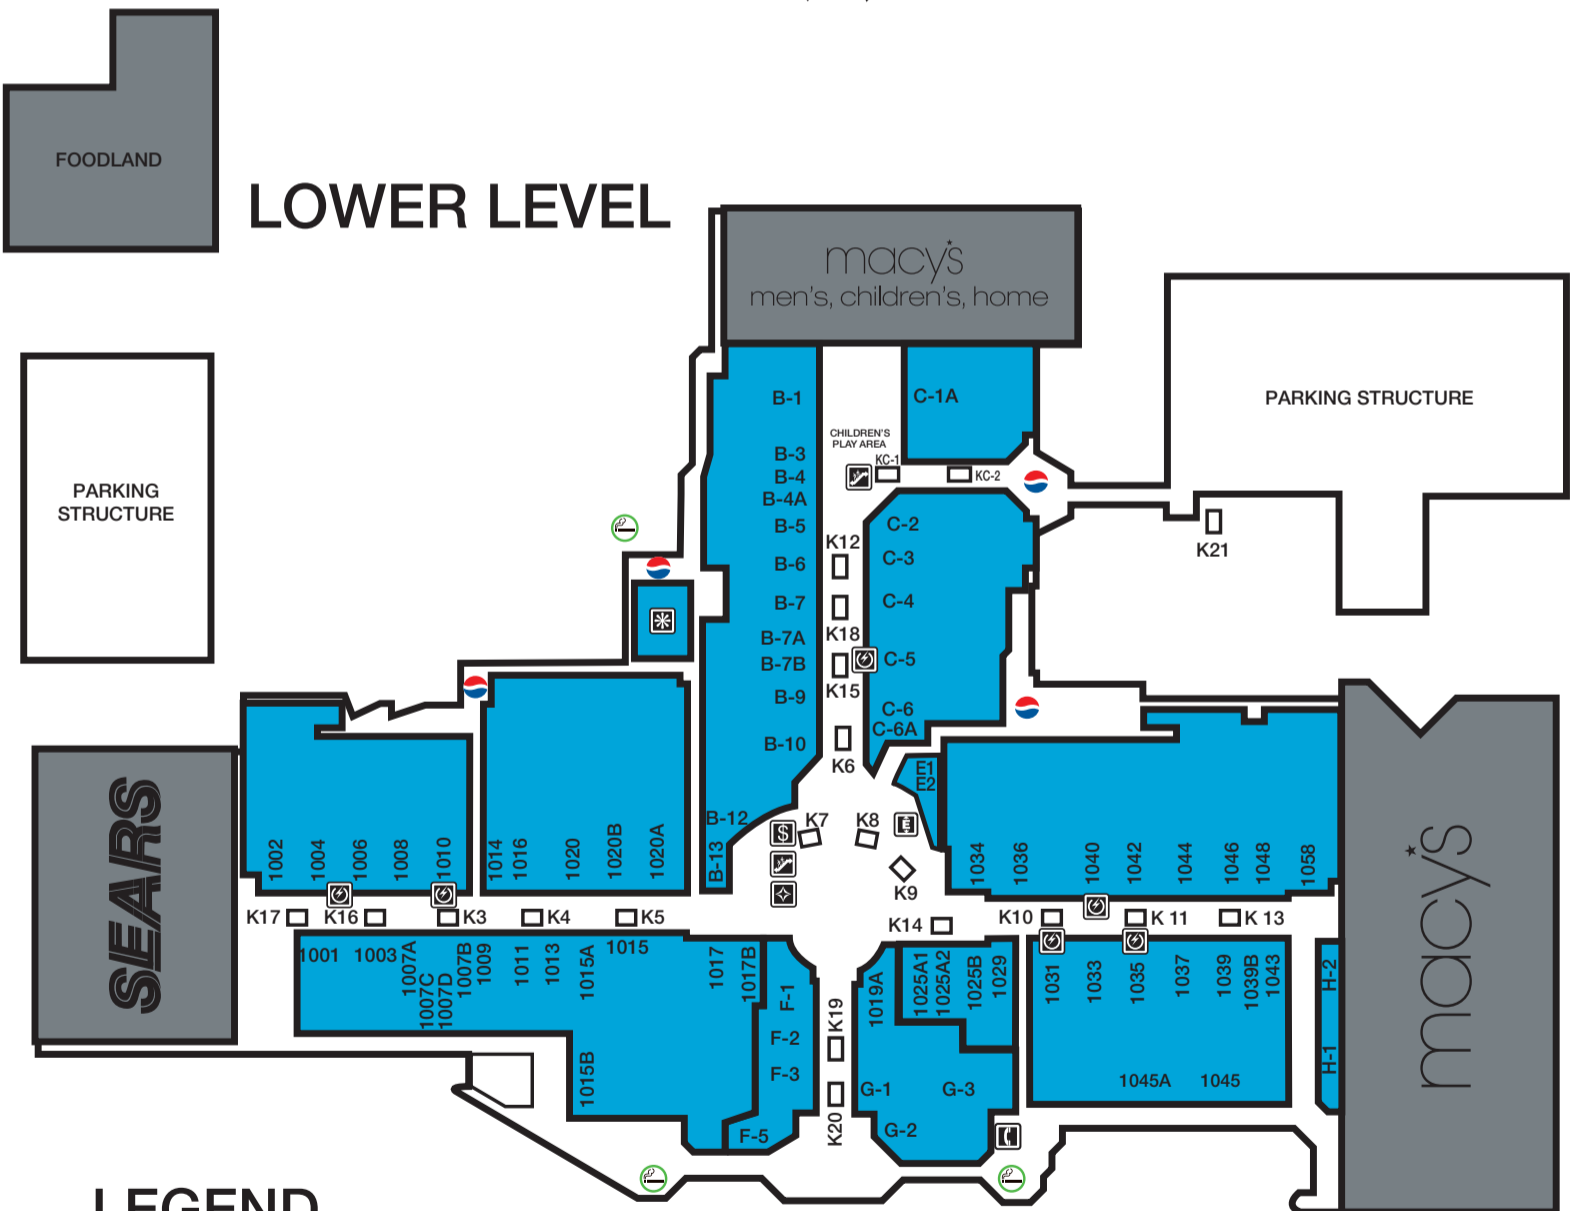 FOODLAND
LOWER LEVEL
macy's
men's, children's, home
PARKING STRUCTURE
PARKING
STRUCTURE
B-1
C-1A
CHILDREN'S
PLAY AREA
B-3
KC-1
B-4
KC-2
B-4A
B-5
C-2
K12
K21
B-6
C-3
B-7
C-4
B-7A
K18
B-7B
C-5
B-9
K15
C-6
C-6A
B-10
K6
E1
E2
B-12
K7
K8
$
B-13
K9
SEARS
1002
1004
1006
1008
1010
1014
1016
1020
1020B
1020A
1034
1036
1040
1042
1044
1046
1048
1058
macy's
K17
K16
K3
K4
K5
K14
K10
K 11
K 13
1001
1003
1007A
1007C
1007D
1007B
1009
1011
1013
1015A
1015
1017
1017B
F-1
K19
1019A
1025A1
1025A2
1025B
1029
1031
1033
1035
1037
1039
1039B
1043
H-2
F-2
F-3
1015B
G-1
G-3
1045A
1045
H-1
K20
F-5
G-2
LEGEND